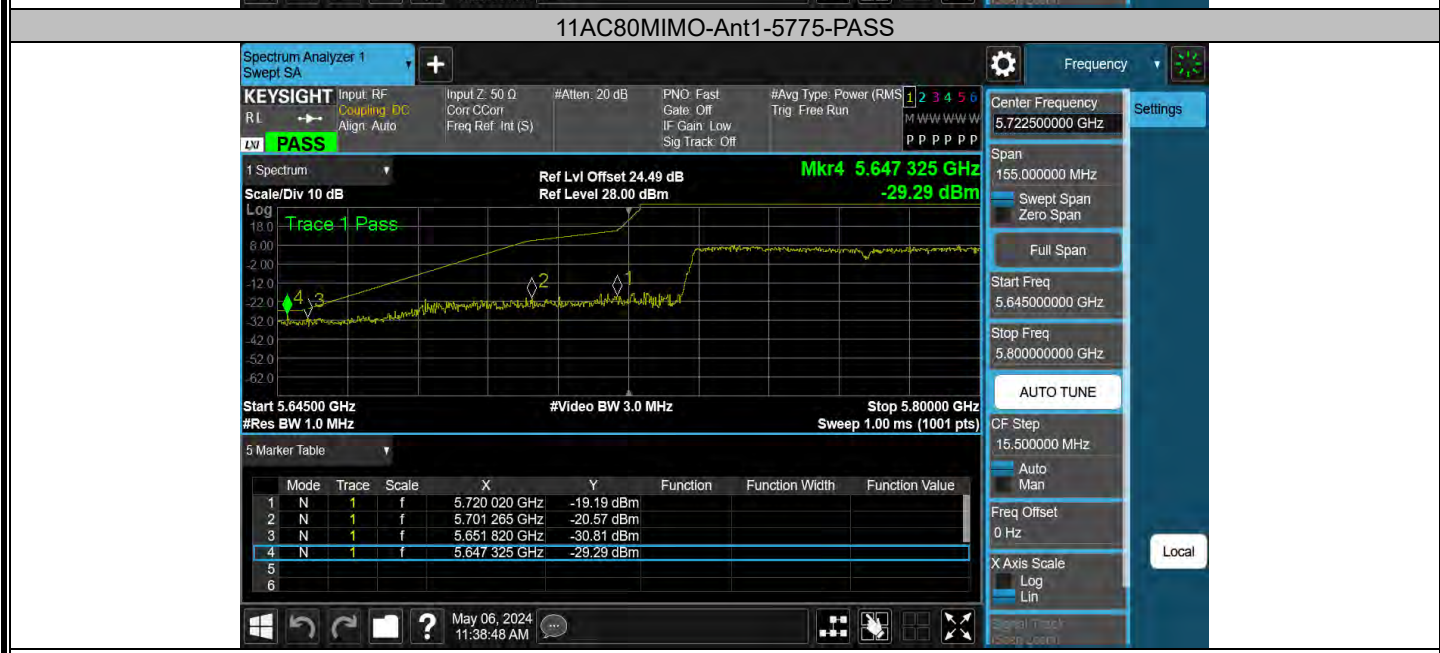 11AC80MIMO-Ant1-5775-PASS
Spectrum Analyzer 1
Swept SA
+
Frequency
KEYSIGHT
RL
LXI
PASS
Input: RF
Coupling: DC
Align: Auto
Input Z: 50 Ω
Corr CCorr
Freq Ref: Int (S)
#Atten: 20 dB
PNO: Fast
Gate: Off
IF Gain: Low
Sig Track: Off
#Avg Type: Power (RMS
Trig: Free Run
1 2 3 4 5 6
M W W W W W
P P P P P P
1 Spectrum
Scale/Div 10 dB
Ref Lvl Offset 24.49 dB
Ref Level 28.00 dBm
Mkr4 5.647 325 GHz
-29.29 dBm
Log
Trace 1 Pass
18.0
8.00
-2.00
-12.0
-22.0
-32.0
-42.0
-52.0
-62.0
4
3
2
1
Start 5.64500 GHz
#Video BW 3.0 MHz
Stop 5.80000 GHz
#Res BW 1.0 MHz
Sweep 1.00 ms (1001 pts)
5 Marker Table
Mode Trace Scale X Y Function Function Width Function Value
1 N 1 f 5.720 020 GHz -19.19 dBm
2 N 1 f 5.701 265 GHz -20.57 dBm
3 N 1 f 5.651 820 GHz -30.81 dBm
4 N 1 f 5.647 325 GHz -29.29 dBm
5
6
Center Frequency
5.722500000 GHz
Settings
Span
155.000000 MHz
Swept Span
Zero Span
Full Span
Start Freq
5.645000000 GHz
Stop Freq
5.800000000 GHz
AUTO TUNE
CF Step
15.500000 MHz
Auto
Man
Freq Offset
0 Hz
X Axis Scale
Log
Lin
Signal Track
Local
?
May 06, 2024
11:38:48 AM